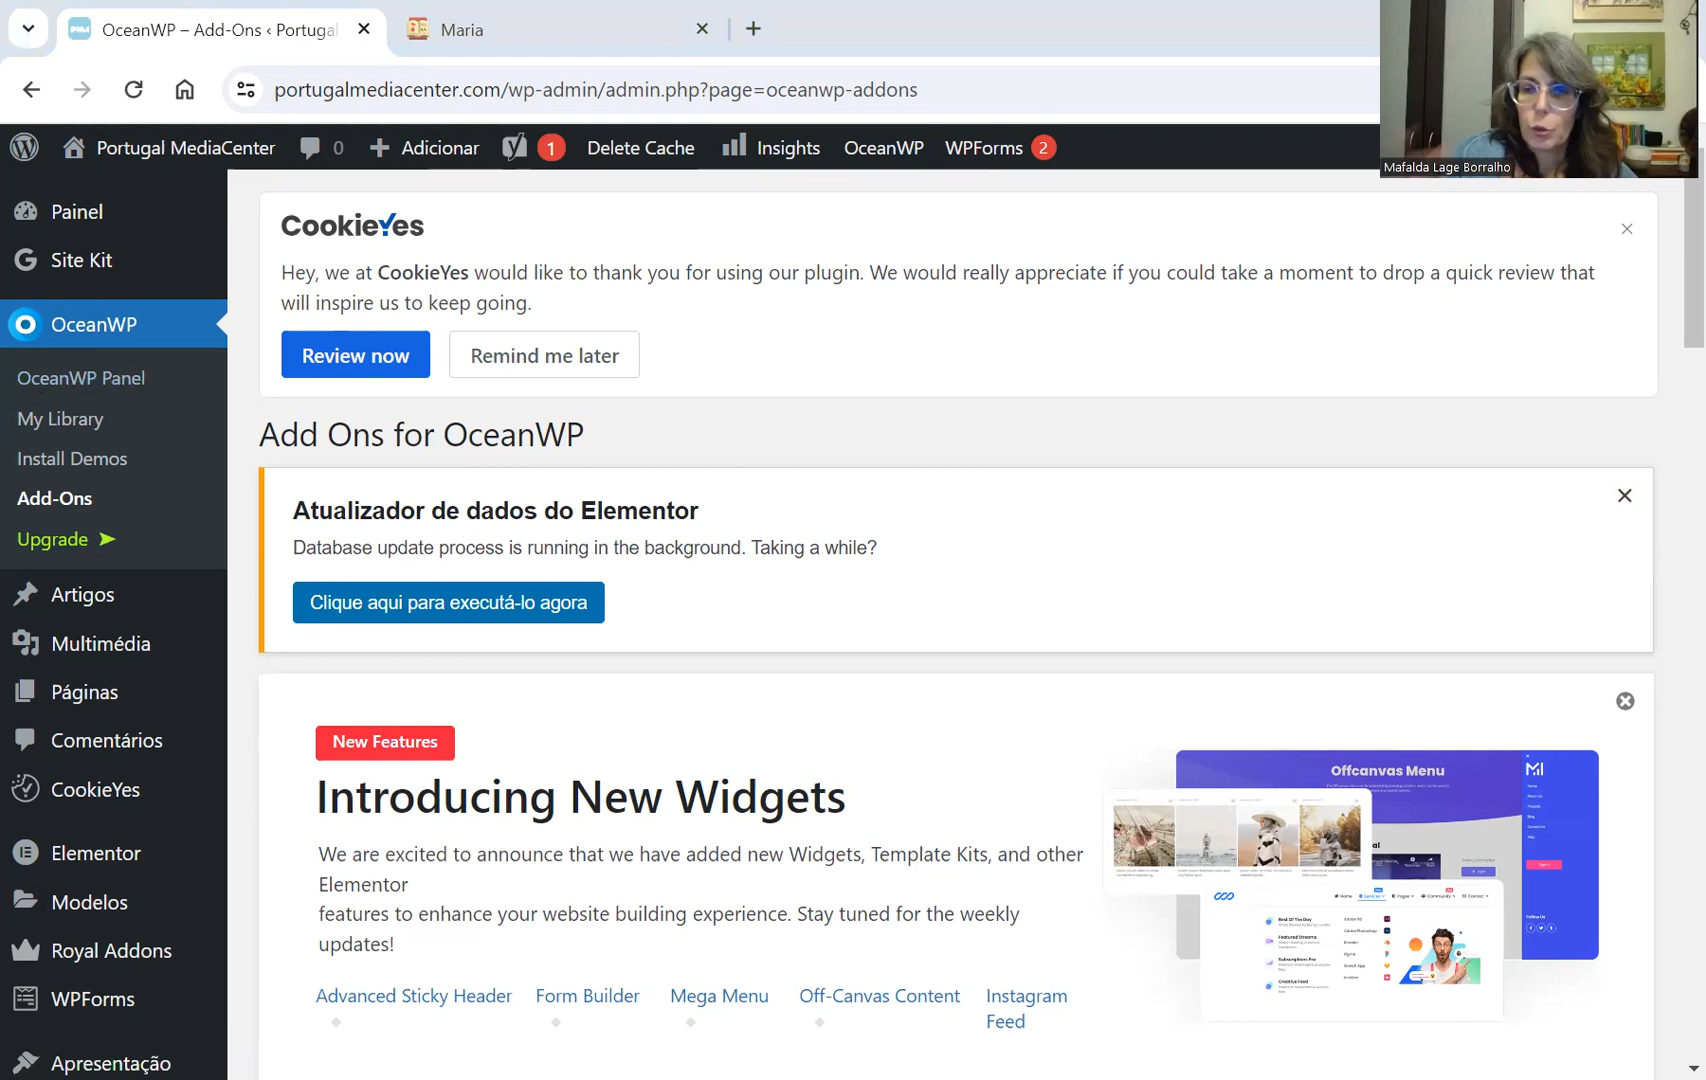 OceanWP – Add-Ons ‹ Portugal
Maria
portugalmediacenter.com/wp-admin/admin.php?page=oceanwp-addons
Mafalda Lage Borralho
Portugal MediaCenter
0
Adicionar
1
Delete Cache
Insights
OceanWP
WPForms 2
Painel
Site Kit
OceanWP
OceanWP Panel
My Library
Install Demos
Add-Ons
Upgrade
Artigos
Multimédia
Páginas
Comentários
CookieYes
Elementor
Modelos
Royal Addons
WPForms
Apresentação
CookieYes
Hey, we at CookieYes would like to thank you for using our plugin. We would really appreciate if you could take a moment to drop a quick review that
will inspire us to keep going.
Review now
Remind me later
Add Ons for OceanWP
Atualizador de dados do Elementor
Database update process is running in the background. Taking a while?
Clique aqui para executá-lo agora
New Features
Introducing New Widgets
We are excited to announce that we have added new Widgets, Template Kits, and other
Elementor
features to enhance your website building experience. Stay tuned for the weekly
updates!
Advanced Sticky Header
Form Builder
Mega Menu
Off-Canvas Content
Instagram
Feed
Offcanvas Menu